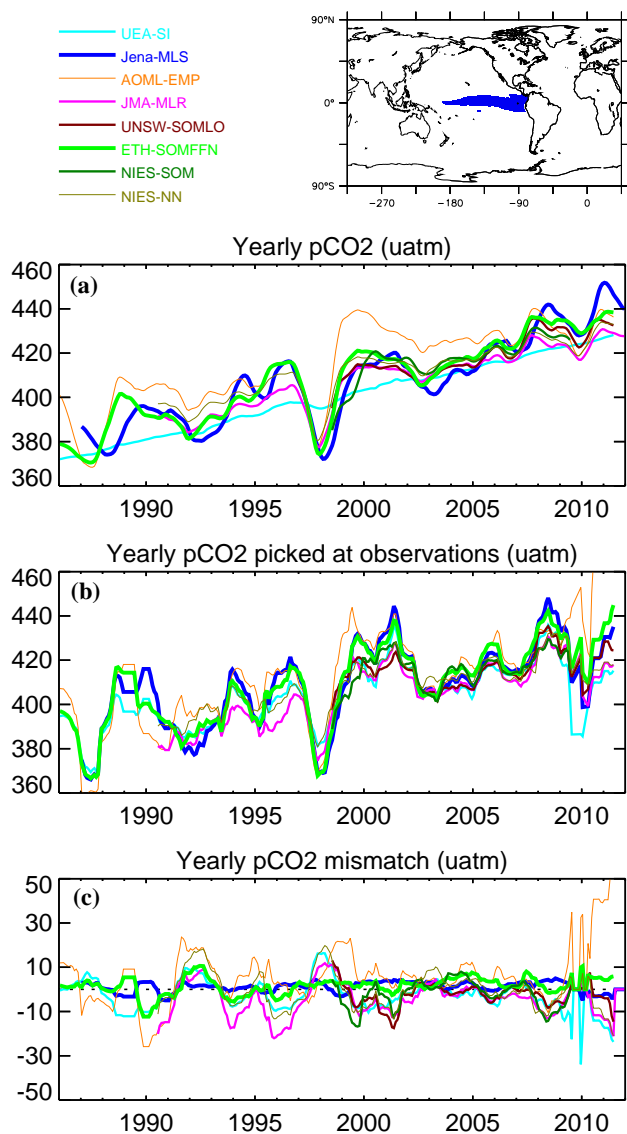 UEA-SI
Jena-MLS
AOML-EMP
JMA-MLR
UNSW-SOMLO
ETH-SOMFFN
NIES-SOM
NIES-NN
90°N
0°
90°S
−270 −180 −90 0
Yearly pCO2 (uatm)
(a)
460
440
420
400
380
360
1990 1995 2000 2005 2010
Yearly pCO2 picked at observations (uatm)
(b)
460
440
420
400
380
360
1990 1995 2000 2005 2010
Yearly pCO2 mismatch (uatm)
(c)
50
30
10
-10
-30
-50
1990 1995 2000 2005 2010